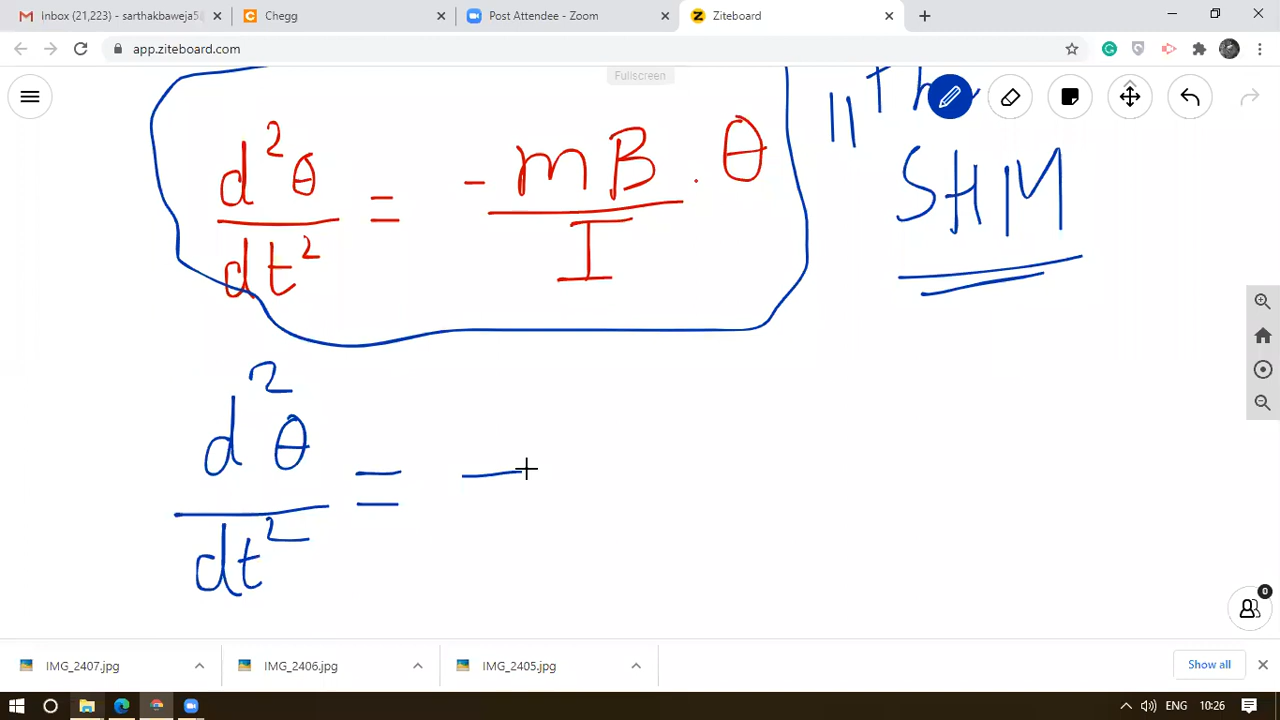 Inbox (21,223) - sarthakbaweja5
Chegg
Post Attendee - Zoom
Ziteboard
app.ziteboard.com
Fullscreen
d²θ/dt² = -mB/I . θ
SHM
d²θ/dt² = —
0
IMG_2407.jpg
IMG_2406.jpg
IMG_2405.jpg
Show all
ENG
10:26